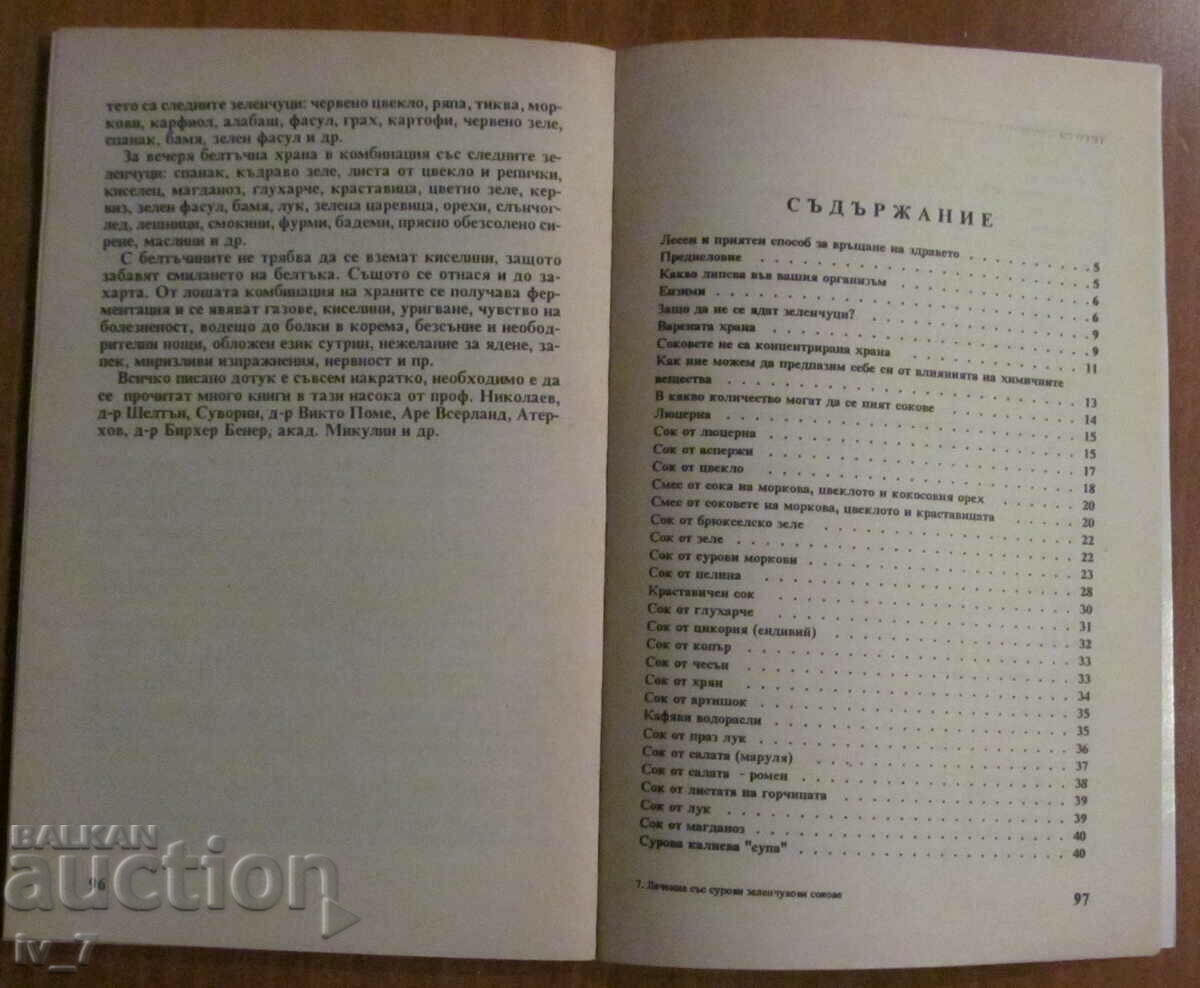 тето са следните зеленчуци: червено цвекло, ряпа, тиква, мор-
кови, карфиол, алабаш, фасул, грах, картофи, червено зеле,
спанак, бамя, зелен фасул и др.
За вечеря белтъчна храна в комбинация със следните зе-
ленчуци: спанак, къдраво зеле, листа от цвекло и репички,
киселец, магданоз, глухарче, краставица, цветно зеле, кер-
виз, зелен фасул, бамя, лук, зелена царевица, орехи, слънчог-
лед, лешници, смокини, фурми, бадеми, прясно обезсолено си-
рене, маслини и др.
С белтъчините не трябва да се вземат киселини, защото
забавят смилането на белтъка. Същото се отнася и до за-
харта. От лошата комбинация на храните се получава фер-
ментация и се явяват газове, киселини, уригване, чувство на
болезненост, водещо до болки в корема, безсъние и необод-
рителни нощи, обложен език сутрин, нежелание за ядене, за-
пек, миризливи изпражнения, нервност и пр.
Всичко писано дотук е съвсем накратко, необходимо е да
се прочитат много книги в тази насока от проф. Николаев,
д-р Шелтън, Суворин, д-р Викто Поме, Аре Всерланд, Атер-
хов, д-р Бирхер Бенер, акад. Микулин и др.
96
СЪДЪРЖАНИЕ
Лесен и приятен способ за връщане на здравето . . . . . 5
Предисловие . . . . . 5
Какво липсва във вашия организъм . . . . . 6
Ензими . . . . . 6
Защо да не се ядат зеленчуци? . . . . . 9
Варената храна . . . . . 9
Соковете не са концентрирана храна . . . . . 11
Как ние можем да предпазим себе си от влиянията на химичните
вещества . . . . . 13
В какво количество могат да се пият сокове . . . . . 14
Люцерна . . . . . 15
Сок от люцерна . . . . . 15
Сок от аспержи . . . . . 17
Сок от цвекло . . . . . 18
Смес от сока на моркова, цвеклото и кокосовия орех . . . . . 20
Смес от соковете на моркова, цвеклото и краставицата . . . . . 20
Сок от брюкселско зеле . . . . . 22
Сок от зеле . . . . . 22
Сок от сурови моркови . . . . . 23
Сок от целина . . . . . 28
Краставичен сок . . . . . 30
Сок от глухарче . . . . . 31
Сок от цикория (ендивий) . . . . . 32
Сок от копър . . . . . 33
Сок от чесън . . . . . 33
Сок от хрян . . . . . 34
Сок от артишок . . . . . 35
Кафяви водорасли . . . . . 35
Сок от праз лук . . . . . 36
Сок от салата (маруля) . . . . . 37
Сок от салата - ромен . . . . . 38
Сок от листата на горчицата . . . . . 39
Сок от лук . . . . . 39
Сок от магданоз . . . . . 40
Сурова калиева "супа" . . . . . 40
7. Лечение със сурови зеленчукови сокове
97
BALKAN
auction
iv_7